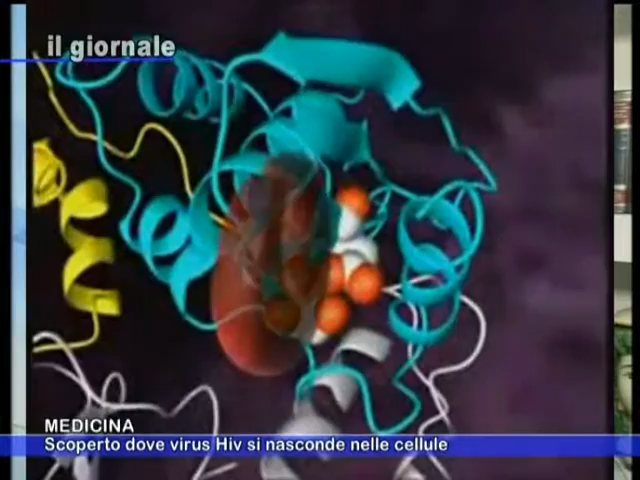 il giornale
MEDICINA
Scoperto dove virus Hiv si nasconde nelle cellule